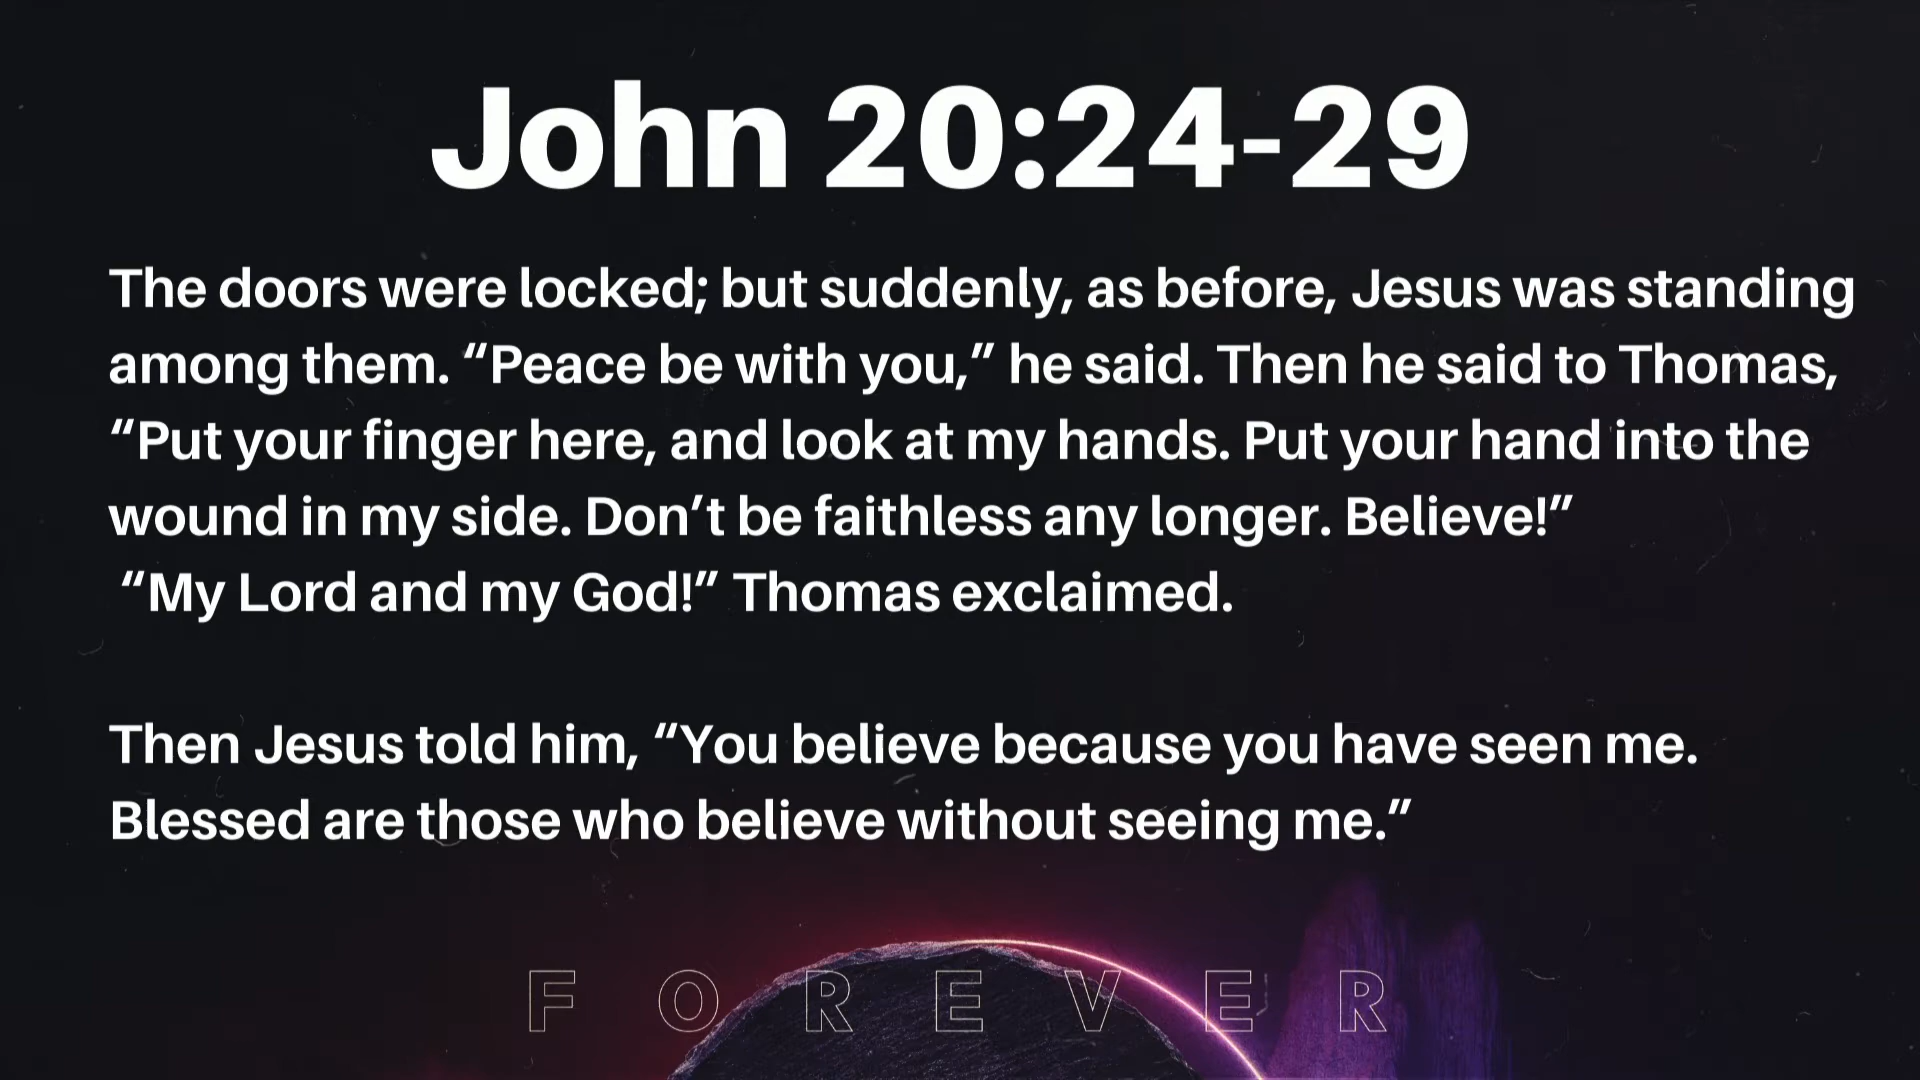 John 20:24-29
The doors were locked; but suddenly, as before, Jesus was standing
among them. “Peace be with you,” he said. Then he said to Thomas,
“Put your finger here, and look at my hands. Put your hand into the
wound in my side. Don’t be faithless any longer. Believe!”
“My Lord and my God!” Thomas exclaimed.
Then Jesus told him, “You believe because you have seen me.
Blessed are those who believe without seeing me.”
FOREVER